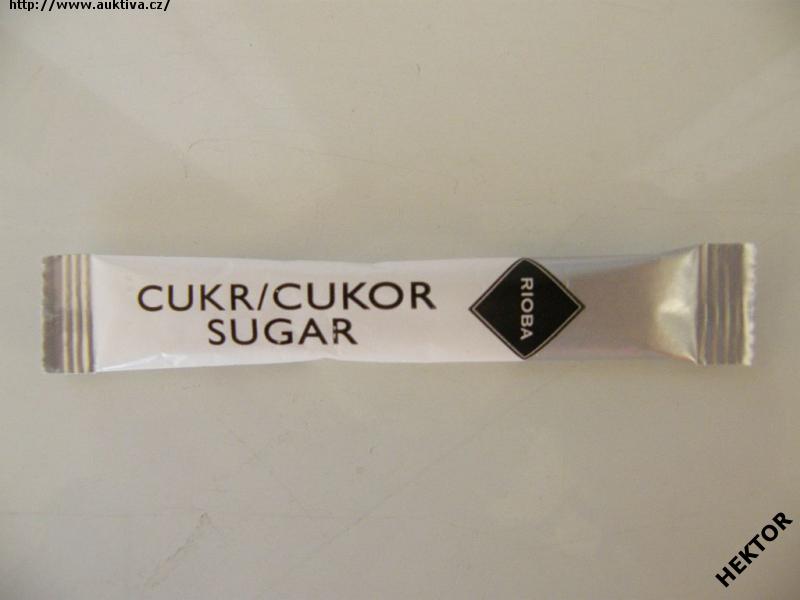 http://www.auktiva.cz/
CUKR/CUKOR
SUGAR
RIOBA
HEKTOR